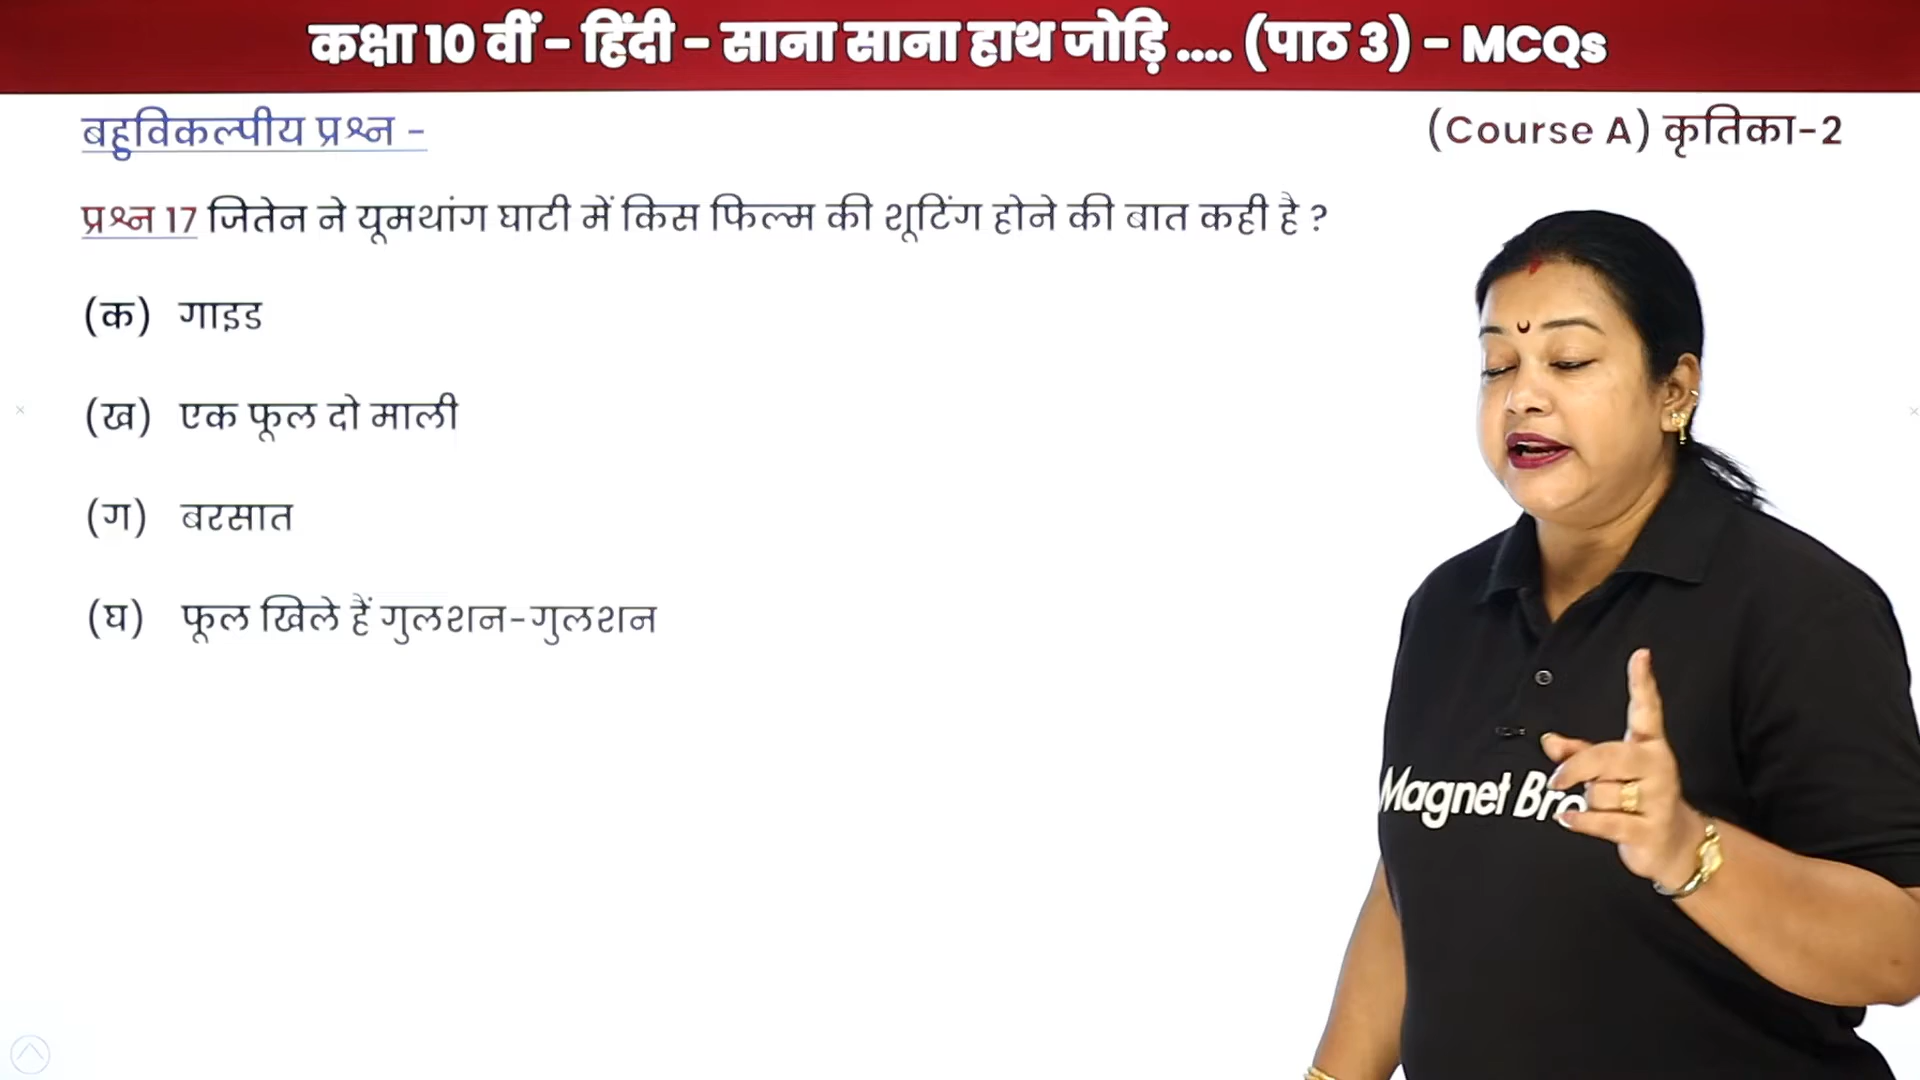 कक्षा 10 वीं - हिंदी - साना साना हाथ जोड़ि .... (पाठ 3) - MCQs
बहुविकल्पीय प्रश्न -
(Course A) कृतिका-2
प्रश्न 17 जितेन ने यूमथांग घाटी में किस फिल्म की शूटिंग होने की बात कही है ?
(क) गाइड
(ख) एक फूल दो माली
(ग) बरसात
(घ) फूल खिले हैं गुलशन-गुलशन
Magnet Bro